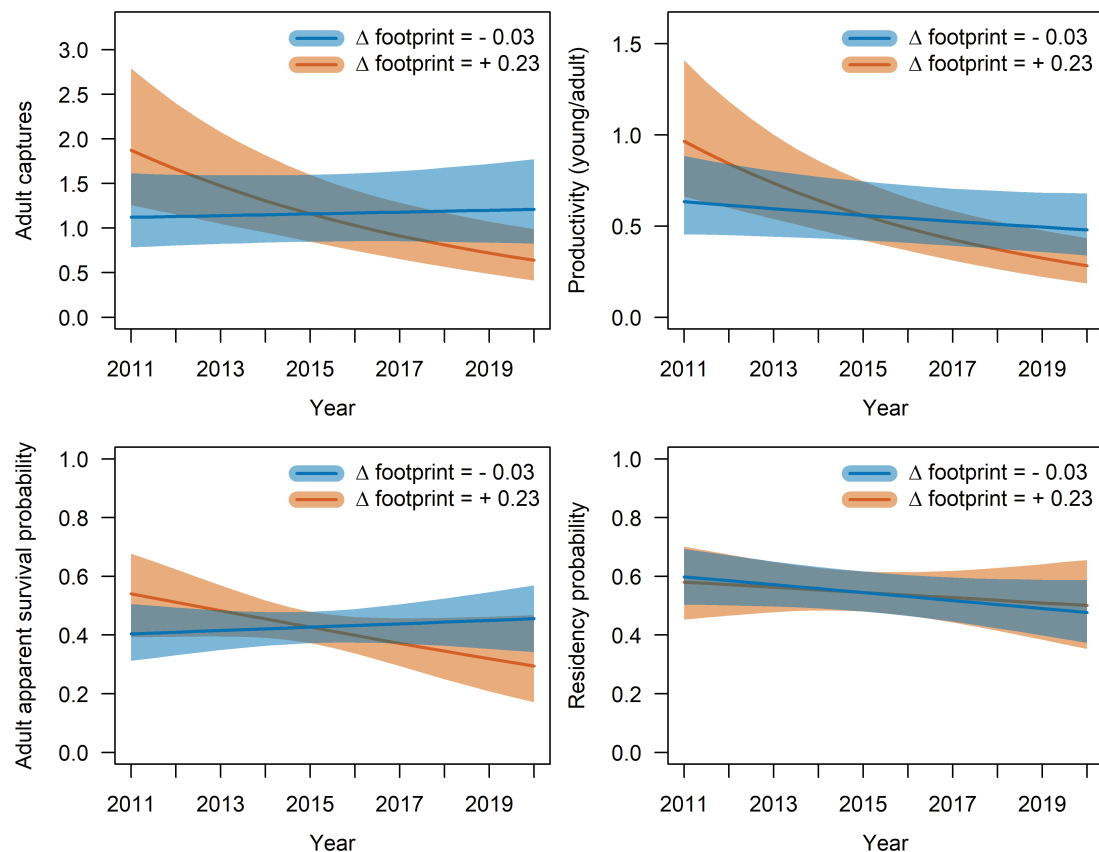 Adult captures
3.0
2.5
2.0
1.5
1.0
0.5
0.0
Δ footprint = - 0.03
Δ footprint = + 0.23
2011 2013 2015 2017 2019
Year
Productivity (young/adult)
1.5
1.0
0.5
0.0
Δ footprint = - 0.03
Δ footprint = + 0.23
2011 2013 2015 2017 2019
Year
Adult apparent survival probability
1.0
0.8
0.6
0.4
0.2
0.0
Δ footprint = - 0.03
Δ footprint = + 0.23
2011 2013 2015 2017 2019
Year
Residency probability
1.0
0.8
0.6
0.4
0.2
0.0
Δ footprint = - 0.03
Δ footprint = + 0.23
2011 2013 2015 2017 2019
Year